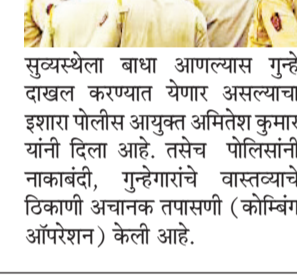 सुव्यस्थेला बाधा आणल्यास गुन्हे
दाखल करण्यात येणार असल्याचा
इशारा पोलीस आयुक्त अमितेश कुमार
यांनी दिला आहे. तसेच पोलिसांनी
नाकाबंदी, गुन्हेगारांचे वास्तव्याचे
ठिकाणी अचानक तपासणी (कोम्बिंग
ऑपरेशन) केली आहे.